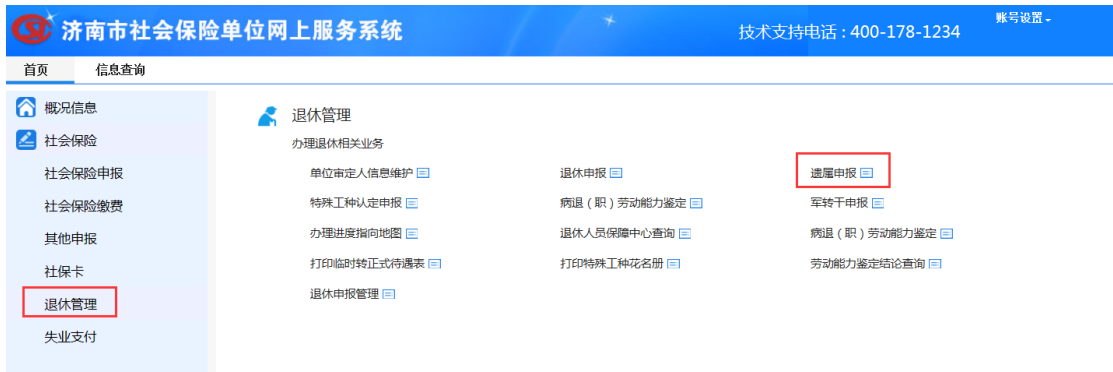 济南市社会保险单位网上服务系统
技术支持电话：400-178-1234
账号设置
首页 信息查询
概况信息
社会保险
社会保险申报
社会保险缴费
其他申报
社保卡
退休管理
失业支付
退休管理
办理退休相关业务
单位审定人信息维护 退休申报 遗属申报
特殊工种认定申报 病退（职）劳动能力鉴定 军转干申报
办理进度指向地图 退休人员保障中心查询 病退（职）劳动能力鉴定
打印临时转正式待遇表 打印特殊工种花名册 劳动能力鉴定结论查询
退休申报管理